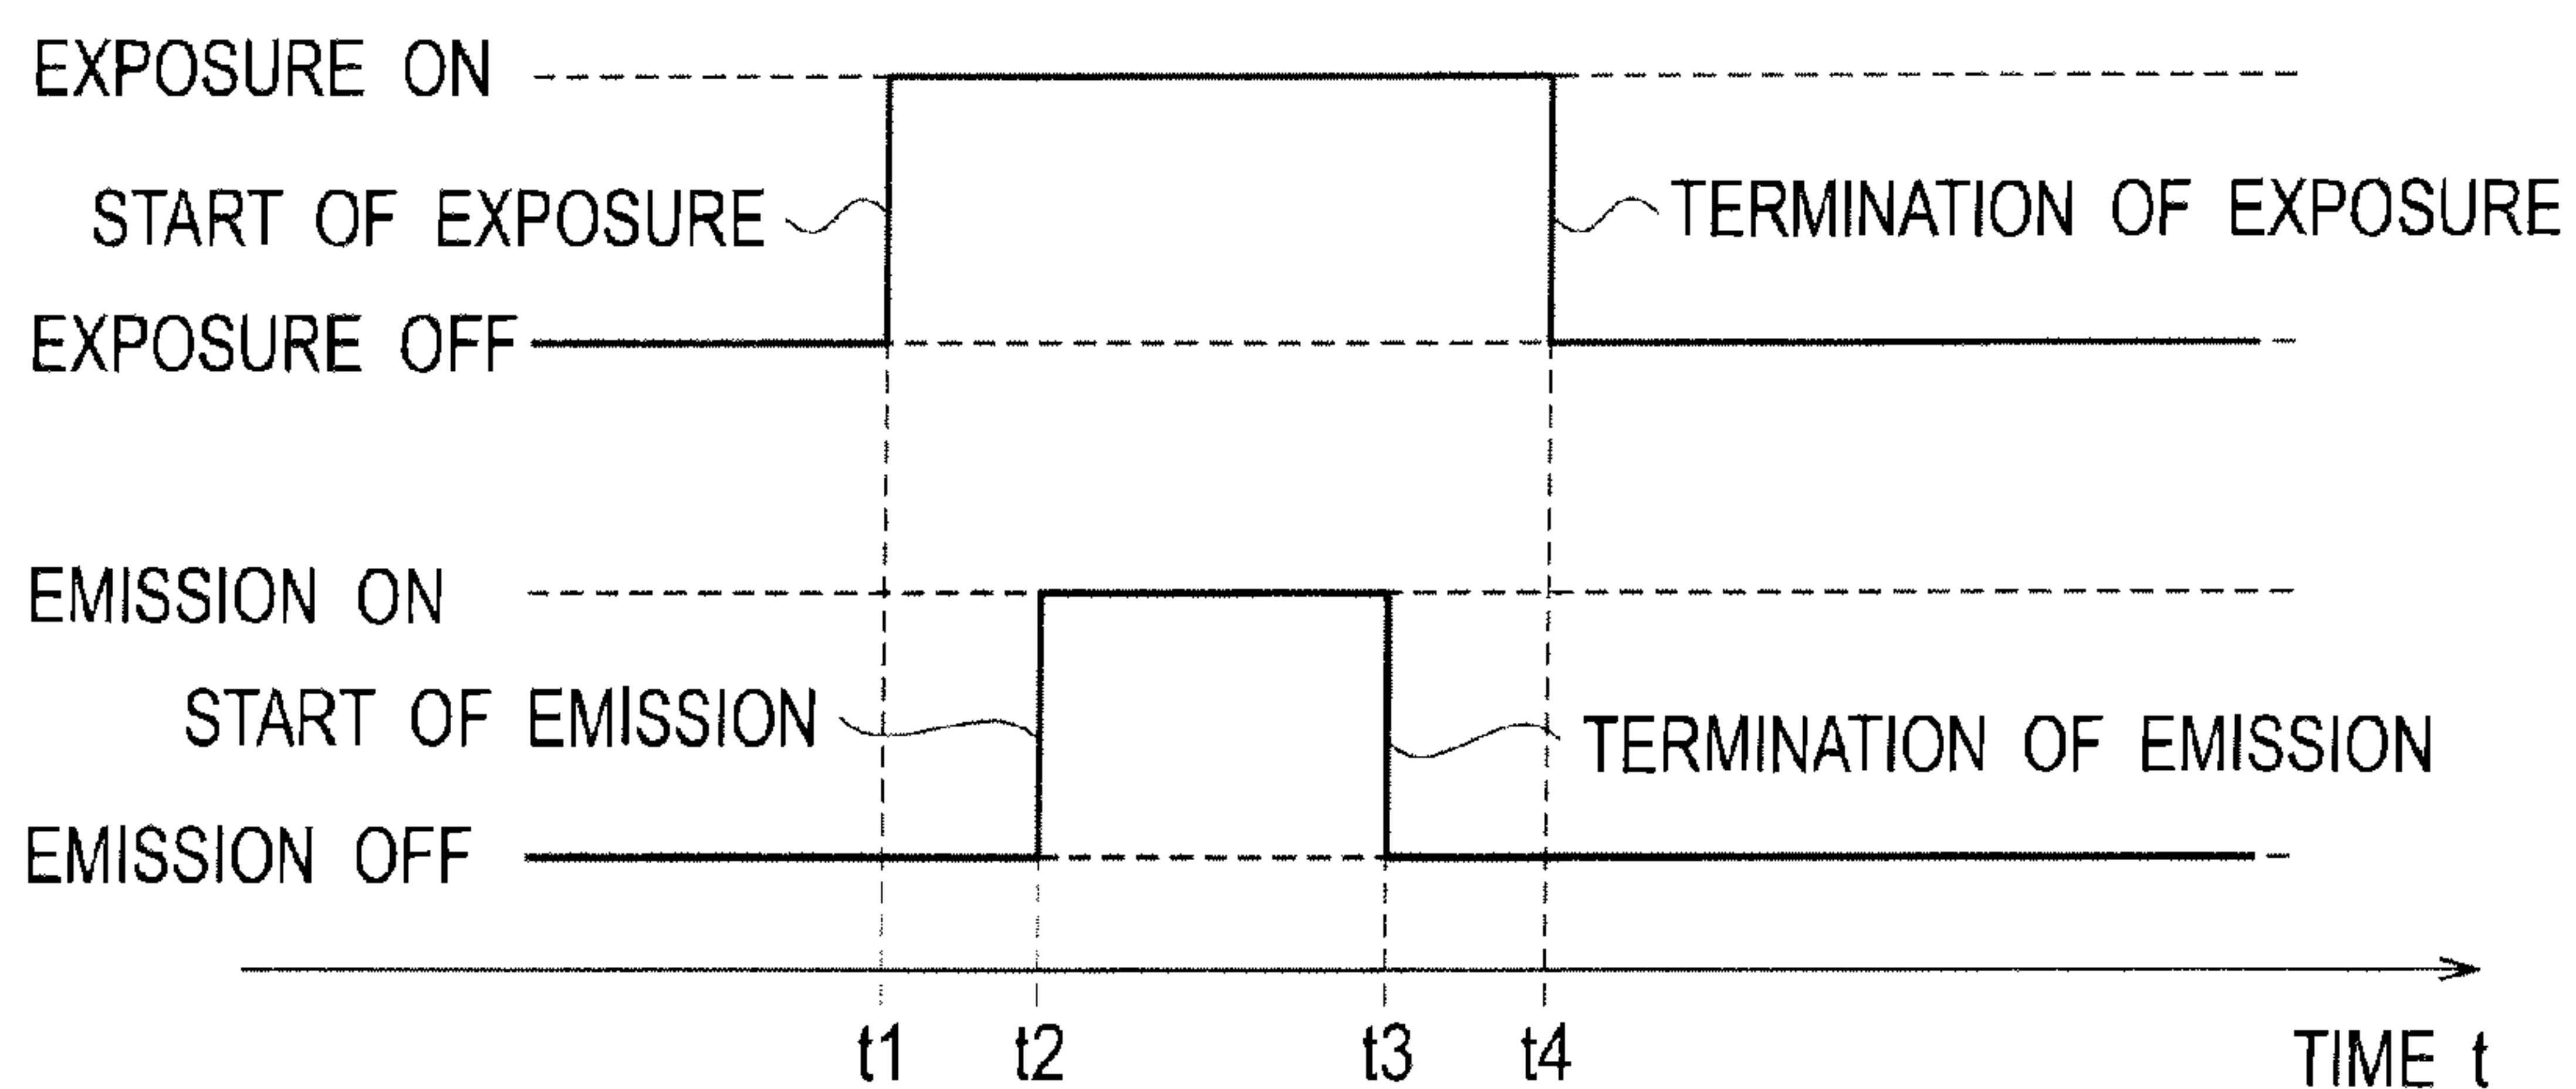 EXPOSURE ON
START OF EXPOSURE
TERMINATION OF EXPOSURE
EXPOSURE OFF
EMISSION ON
START OF EMISSION
TERMINATION OF EMISSION
EMISSION OFF
t1 t2 t3 t4
TIME t